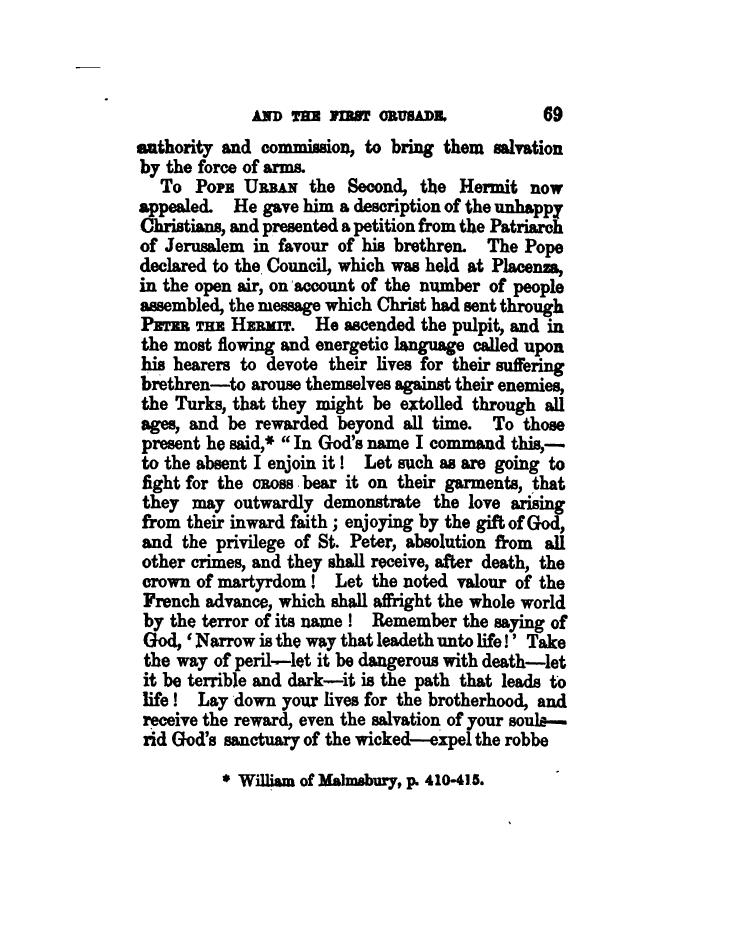 AND THE FIRST CRUSADE. 69
authority and commission, to bring them salvation
by the force of arms.
To POPE URBAN the Second, the Hermit now
appealed. He gave him a description of the unhappy
Christians, and presented a petition from the Patriarch
of Jerusalem in favour of his brethren. The Pope
declared to the Council, which was held at Placenza,
in the open air, on account of the number of people
assembled, the message which Christ had sent through
PETER THE HERMIT. He ascended the pulpit, and in
the most flowing and energetic language called upon
his hearers to devote their lives for their suffering
brethren—to arouse themselves against their enemies,
the Turks, that they might be extolled through all
ages, and be rewarded beyond all time. To those
present he said,* “In God's name I command this,—
to the absent I enjoin it! Let such as are going to
fight for the CROSS bear it on their garments, that
they may outwardly demonstrate the love arising
from their inward faith; enjoying by the gift of God,
and the privilege of St. Peter, absolution from all
other crimes, and they shall receive, after death, the
crown of martyrdom! Let the noted valour of the
French advance, which shall affright the whole world
by the terror of its name! Remember the saying of
God, ‘Narrow is the way that leadeth unto life!’ Take
the way of peril—let it be dangerous with death—let
it be terrible and dark—it is the path that leads to
life! Lay down your lives for the brotherhood, and
receive the reward, even the salvation of your souls—
rid God's sanctuary of the wicked—expel the robbe
* William of Malmsbury, p. 410-415.